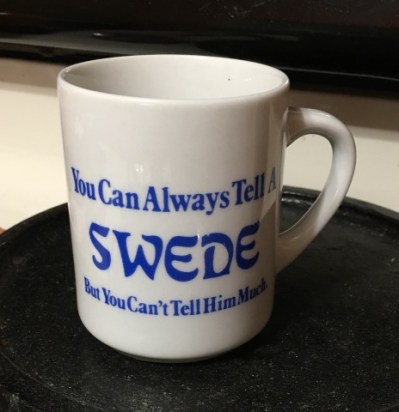 You Can Always Tell A
SWEDE
But You Can't Tell Him Much.